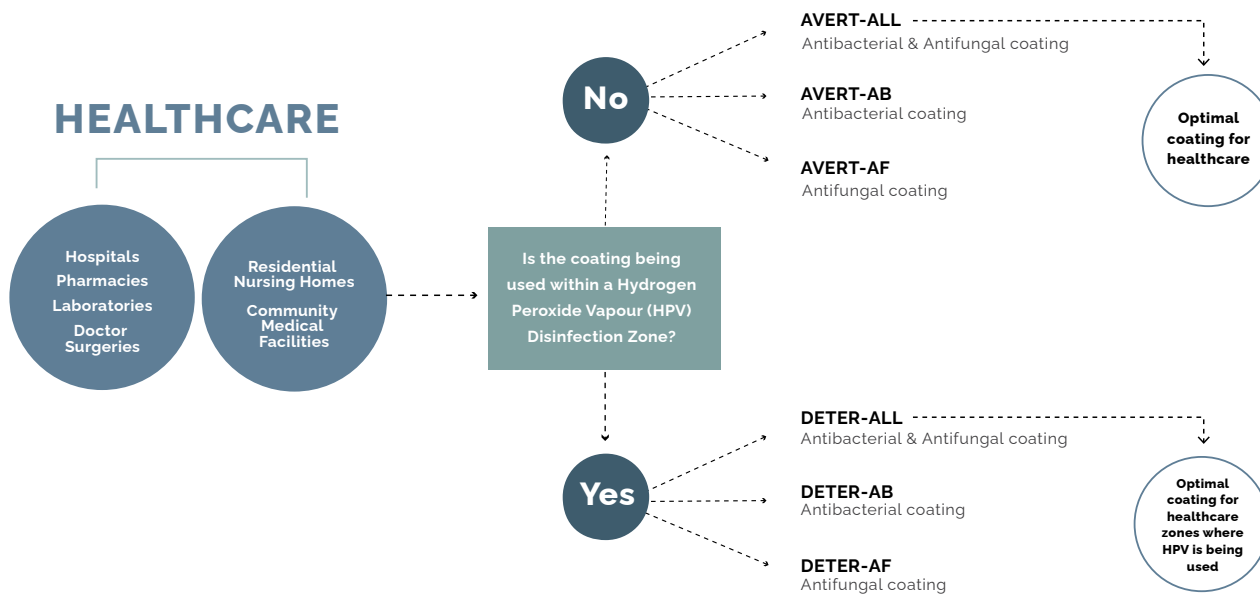 HEALTHCARE
Hospitals
Pharmacies
Laboratories
Doctor
Surgeries
Residential
Nursing Homes
Community
Medical
Facilities
Is the coating being
used within a Hydrogen
Peroxide Vapour (HPV)
Disinfection Zone?
No
AVERT-ALL
Antibacterial & Antifungal coating
AVERT-AB
Antibacterial coating
AVERT-AF
Antifungal coating
Optimal
coating for
healthcare
Yes
DETER-ALL
Antibacterial & Antifungal coating
DETER-AB
Antibacterial coating
DETER-AF
Antifungal coating
Optimal
coating for
healthcare
zones where
HPV is being
used